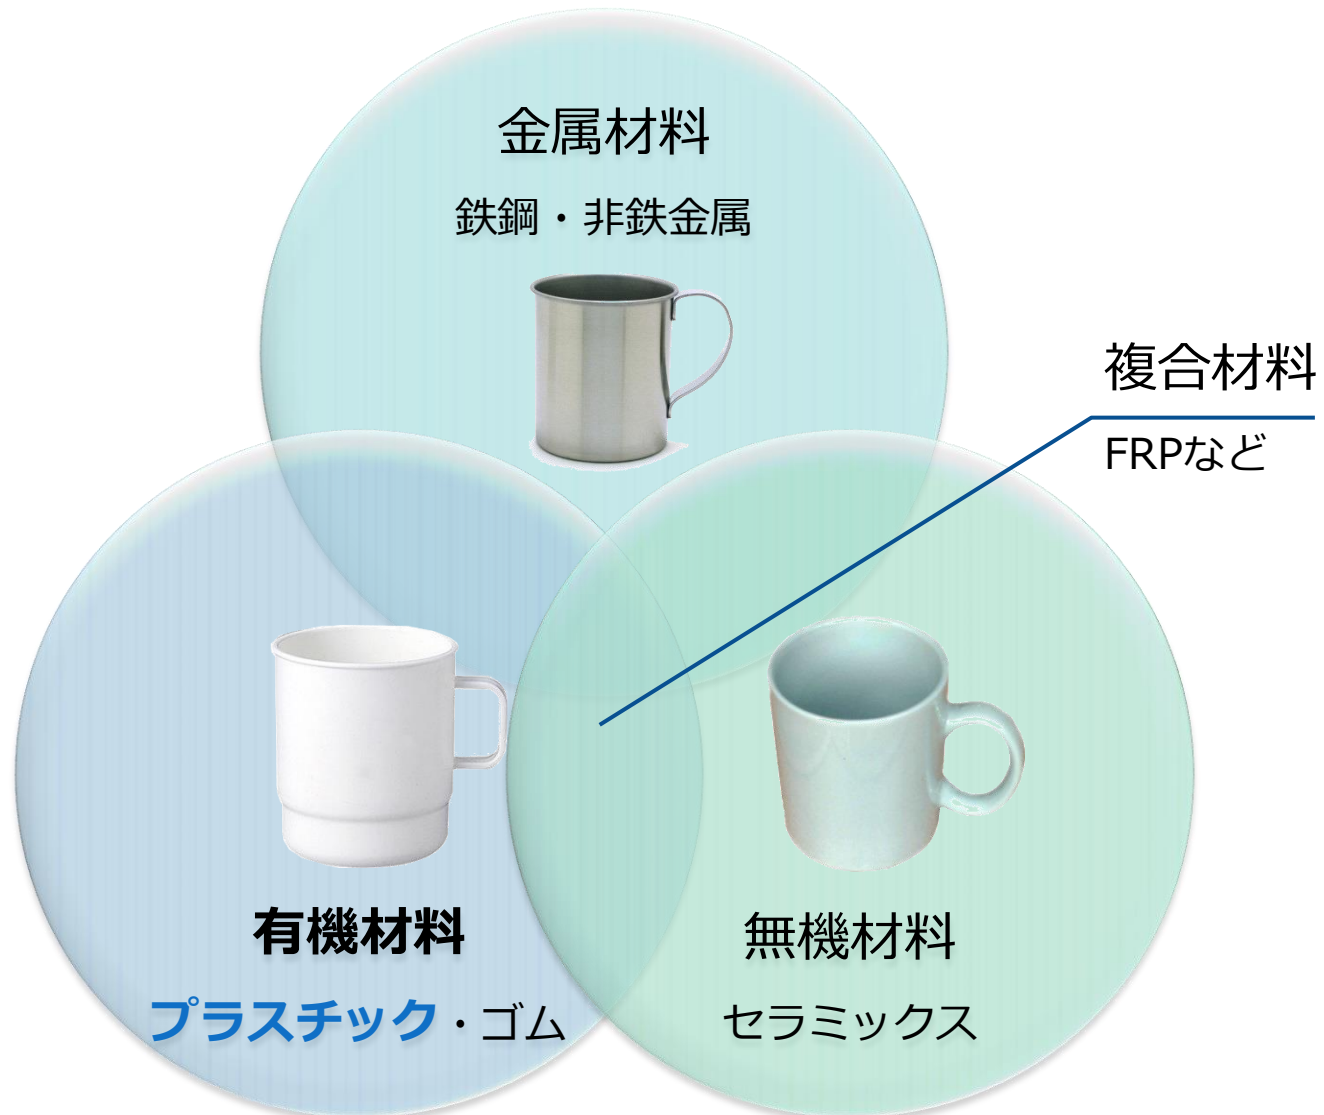 金属材料
鉄鋼・非鉄金属
複合材料
FRPなど
有機材料
プラスチック・ゴム
無機材料
セラミックス